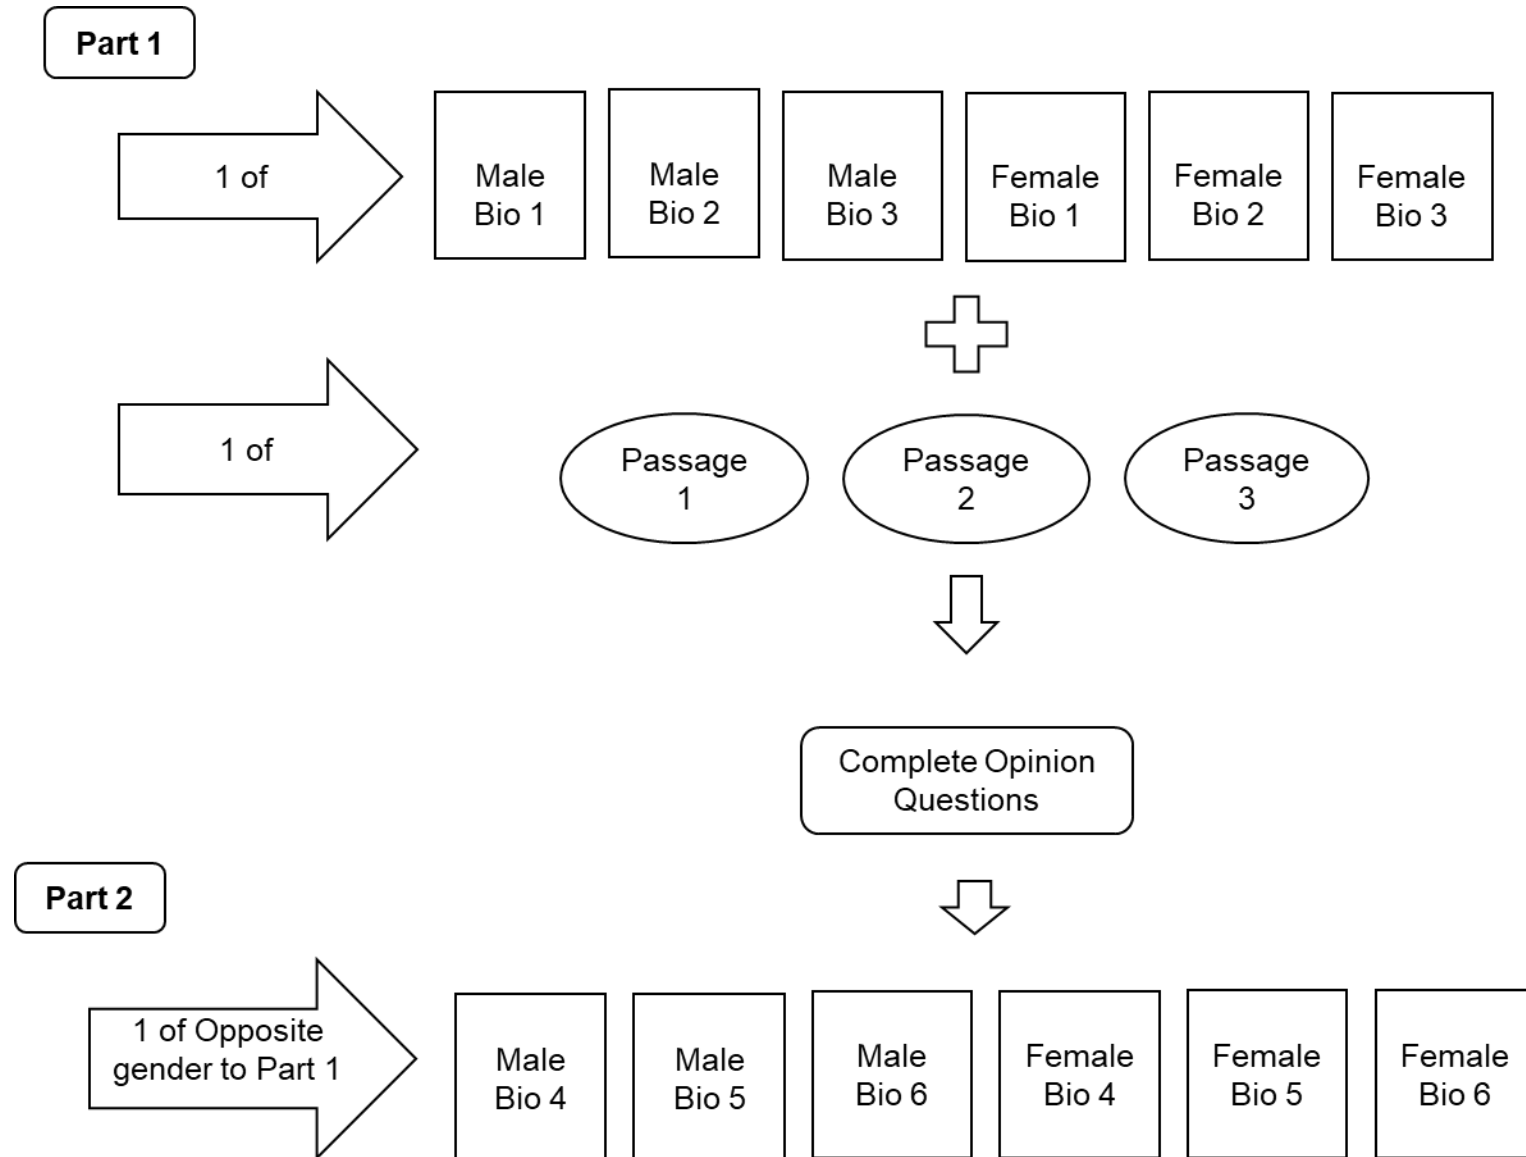 Part 1
1 of
Male
Bio 1
Male
Bio 2
Male
Bio 3
Female
Bio 1
Female
Bio 2
Female
Bio 3
1 of
Passage
1
Passage
2
Passage
3
Complete Opinion
Questions
Part 2
1 of Opposite
gender to Part 1
Male
Bio 4
Male
Bio 5
Male
Bio 6
Female
Bio 4
Female
Bio 5
Female
Bio 6